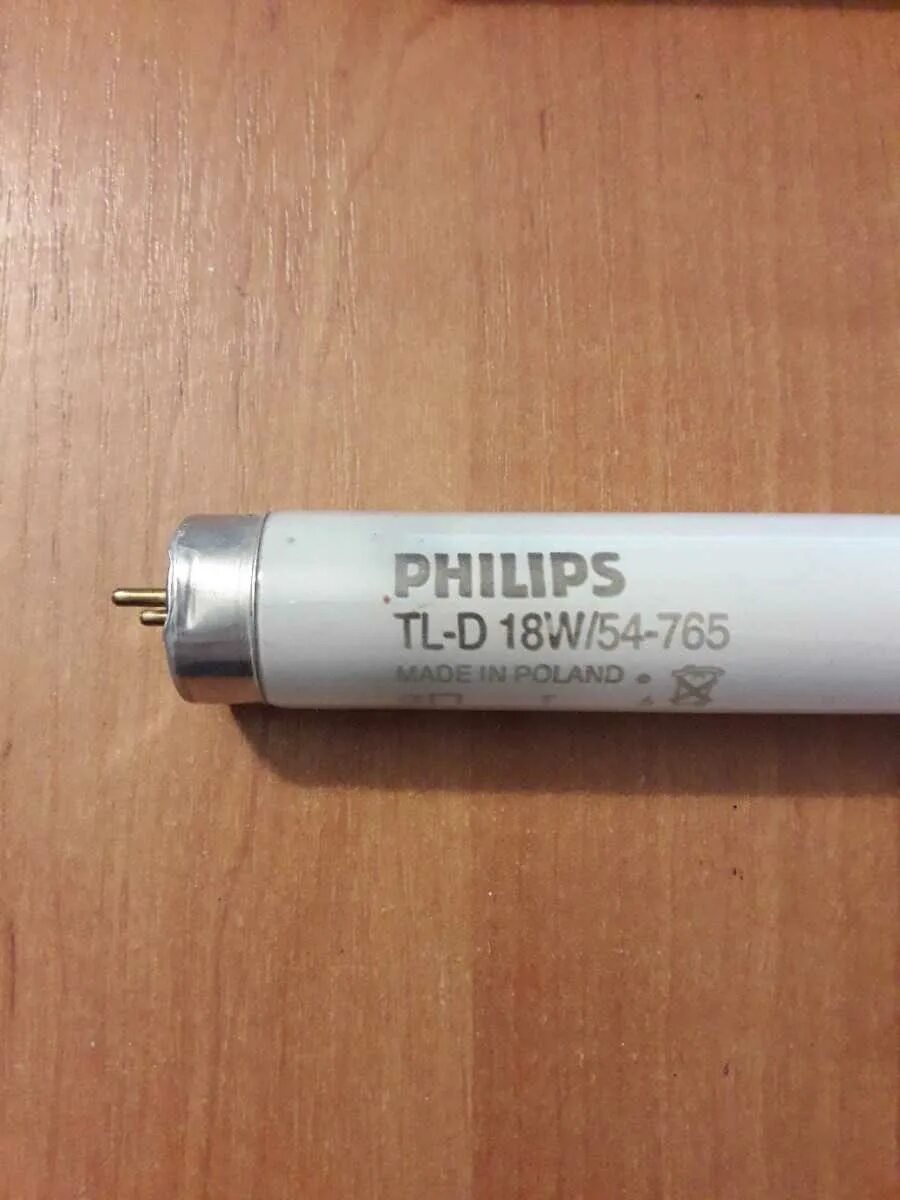 PHILIPS
TL-D 18W/54-765
MADE IN POLAND